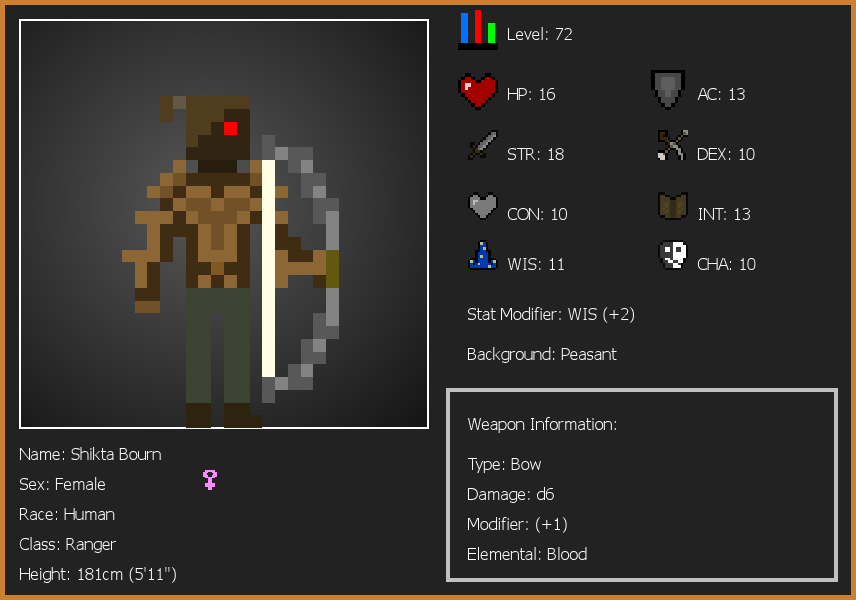 Level: 72
HP: 16
AC: 13
STR: 18
DEX: 10
CON: 10
INT: 13
WIS: 11
CHA: 10
Stat Modifier: WIS (+2)
Background: Peasant
Weapon Information:
Type: Bow
Damage: d6
Modifier: (+1)
Elemental: Blood
Name: Shikta Bourn
Sex: Female
Race: Human
Class: Ranger
Height: 181cm (5'11")